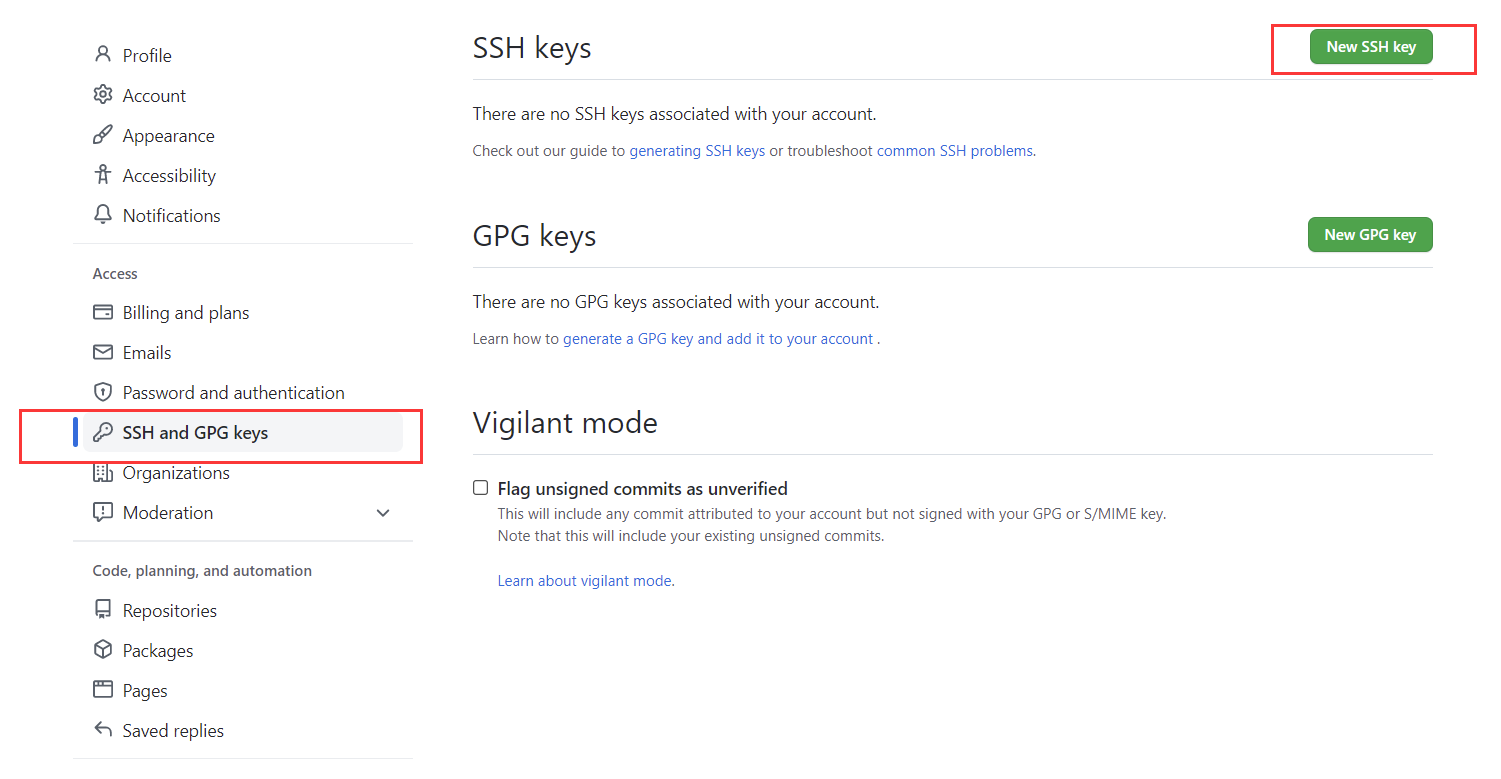 Profile
Account
Appearance
Accessibility
Notifications
Access
Billing and plans
Emails
Password and authentication
SSH and GPG keys
Organizations
Moderation
Code, planning, and automation
Repositories
Packages
Pages
Saved replies
SSH keys
New SSH key
There are no SSH keys associated with your account.
Check out our guide to generating SSH keys or troubleshoot common SSH problems.
GPG keys
New GPG key
There are no GPG keys associated with your account.
Learn how to generate a GPG key and add it to your account .
Vigilant mode
Flag unsigned commits as unverified
This will include any commit attributed to your account but not signed with your GPG or S/MIME key.
Note that this will include your existing unsigned commits.
Learn about vigilant mode.